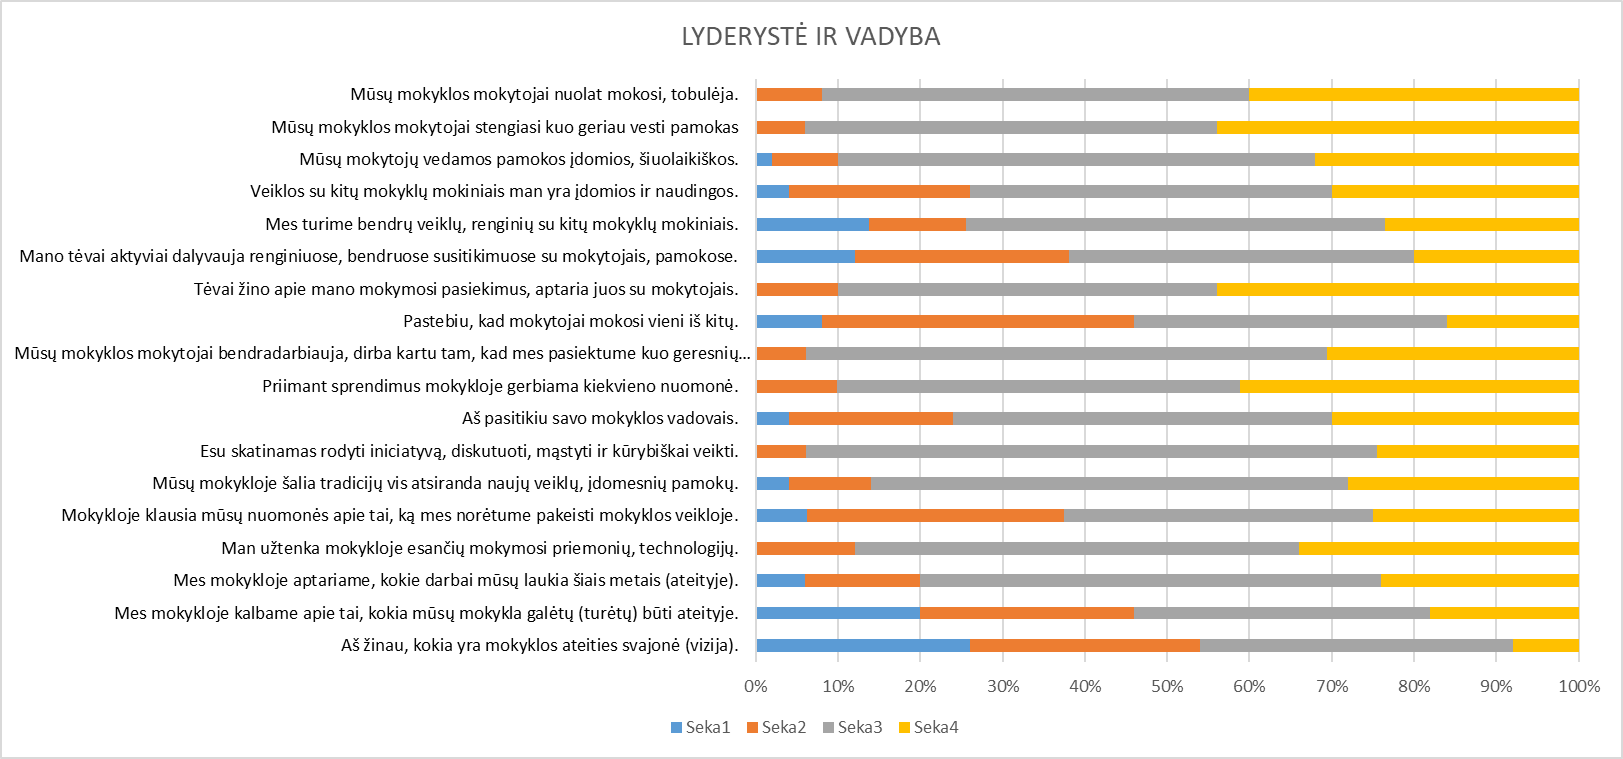 LYDERYSTĖ IR VADYBA
Mūsų mokyklos mokytojai nuolat mokosi, tobulėja.
Mūsų mokyklos mokytojai stengiasi kuo geriau vesti pamokas
Mūsų mokytojų vedamos pamokos įdomios, šiuolaikiškos.
Veiklos su kitų mokyklų mokiniais man yra įdomios ir naudingos.
Mes turime bendrų veiklų, renginių su kitų mokyklų mokiniais.
Mano tėvai aktyviai dalyvauja renginiuose, bendruose susitikimuose su mokytojais, pamokose.
Tėvai žino apie mano mokymosi pasiekimus, aptaria juos su mokytojais.
Pastebiu, kad mokytojai mokosi vieni iš kitų.
Mūsų mokyklos mokytojai bendradarbiauja, dirba kartu tam, kad mes pasiektume kuo geresnių...
Priimant sprendimus mokykloje gerbiama kiekvieno nuomonė.
Aš pasitikiu savo mokyklos vadovais.
Esu skatinamas rodyti iniciatyvą, diskutuoti, mąstyti ir kūrybiškai veikti.
Mūsų mokykloje šalia tradicijų vis atsiranda naujų veiklų, įdomesnių pamokų.
Mokykloje klausia mūsų nuomonės apie tai, ką mes norėtume pakeisti mokyklos veikloje.
Man užtenka mokykloje esančių mokymosi priemonių, technologijų.
Mes mokykloje aptariame, kokie darbai mūsų laukia šiais metais (ateityje).
Mes mokykloje kalbame apie tai, kokia mūsų mokykla galėtų (turėtų) būti ateityje.
Aš žinau, kokia yra mokyklos ateities svajonė (vizija).
0% 10% 20% 30% 40% 50% 60% 70% 80% 90% 100%
Seka1 Seka2 Seka3 Seka4